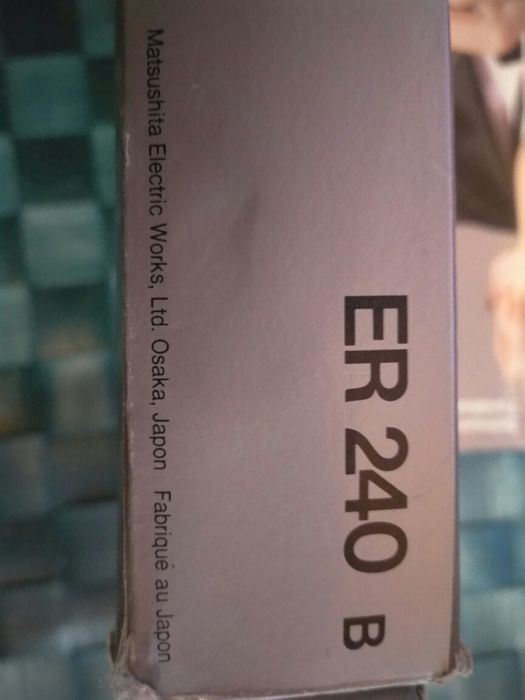 ER 240 B
Matsushita Electric Works, Ltd. Osaka, Japon Fabriqué au Japon